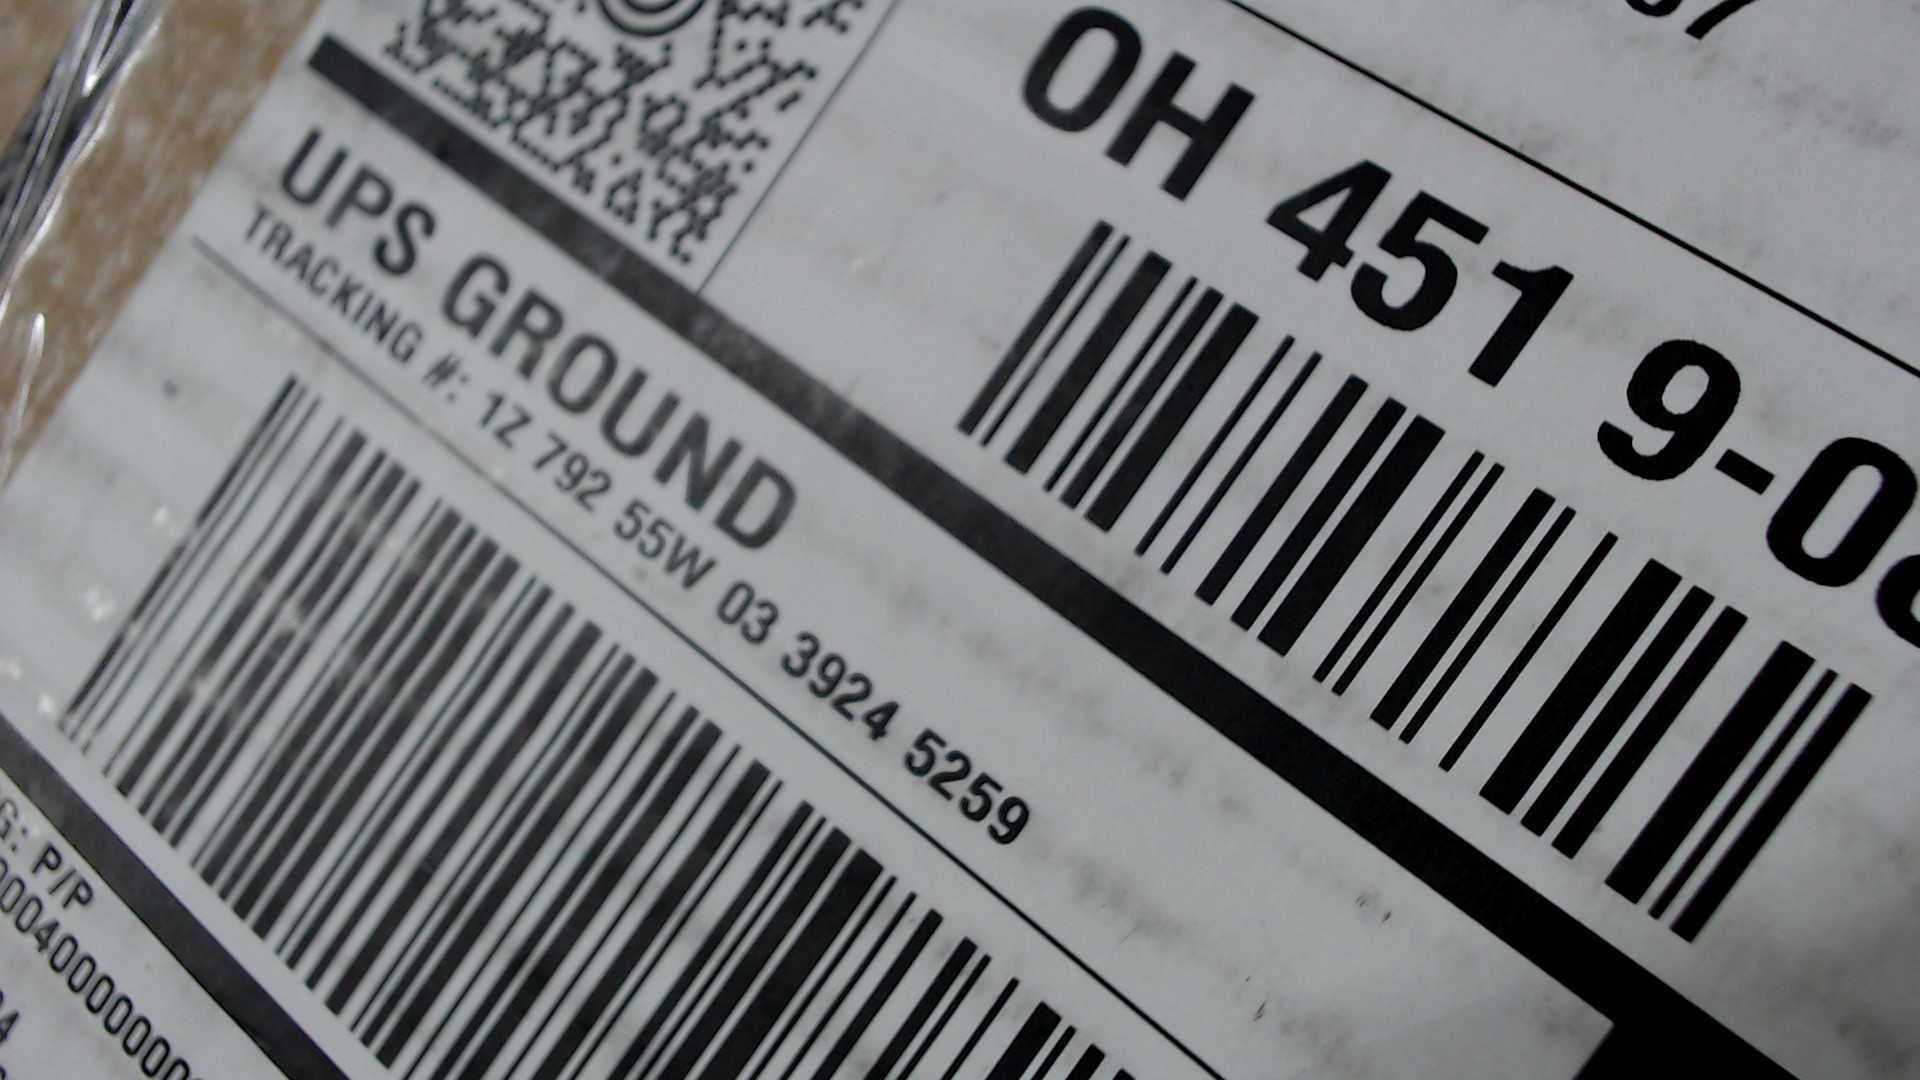 OH 451 9-0
UPS GROUND
TRACKING #: 1Z 792 55W 03 3924 5259
G: P/P